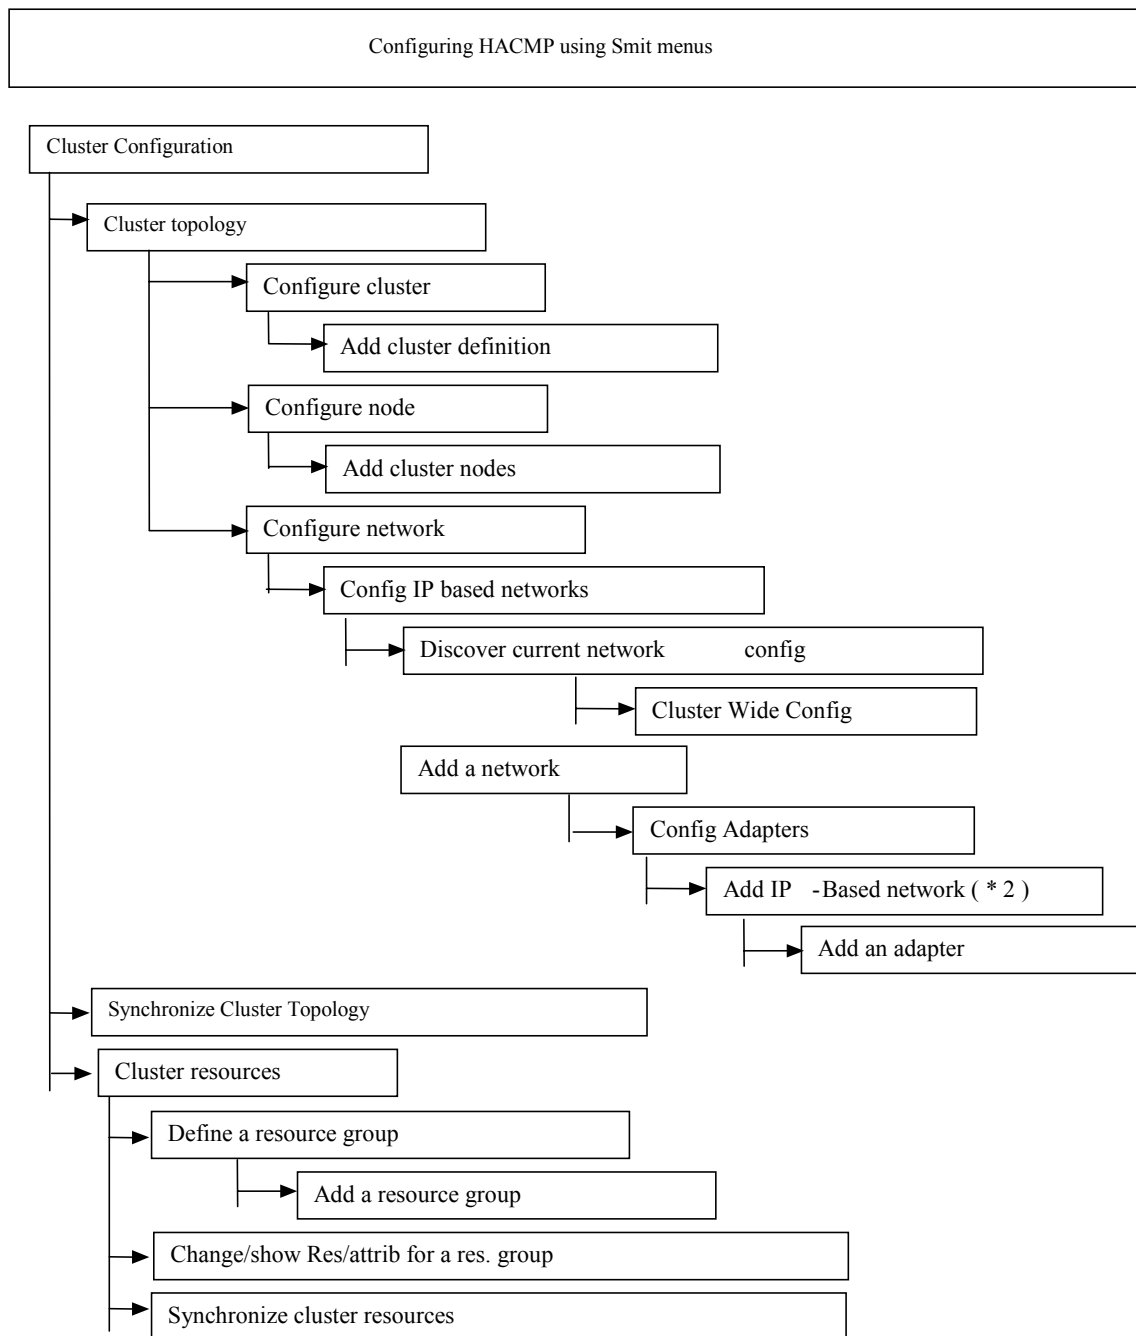 Configuring HACMP using Smit menus
Cluster Configuration
Cluster topology
Configure cluster
Add cluster definition
Configure node
Add cluster nodes
Configure network
Config IP based networks
Discover current network config
Cluster Wide Config
Add a network
Config Adapters
Add IP -Based network ( * 2 )
Add an adapter
Synchronize Cluster Topology
Cluster resources
Define a resource group
Add a resource group
Change/show Res/attrib for a res. group
Synchronize cluster resources